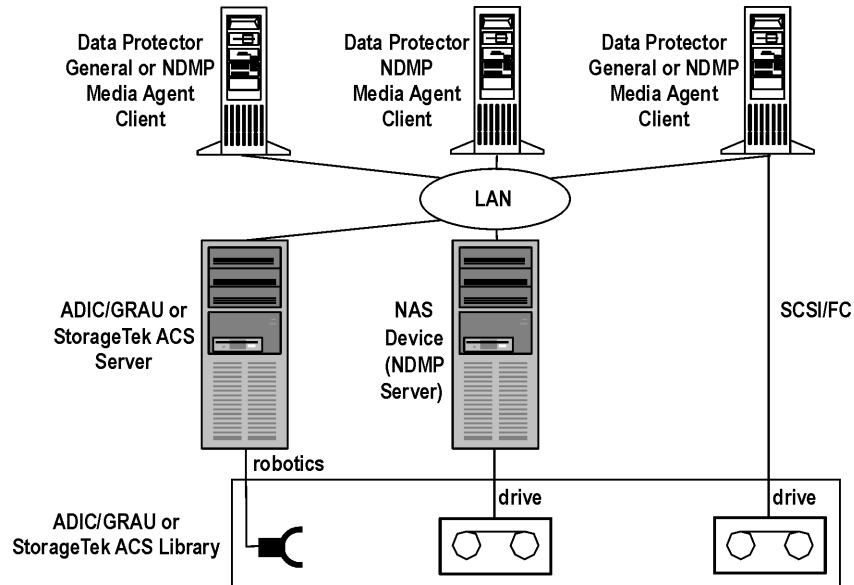 Data Protector
General or NDMP
Media Agent
Client
Data Protector
NDMP
Media Agent
Client
Data Protector
General or NDMP
Media Agent
Client
LAN
ADIC/GRAU or
StorageTek ACS
Server
NAS
Device
(NDMP
Server)
SCSI/FC
robotics
drive
drive
ADIC/GRAU or
StorageTek ACS Library